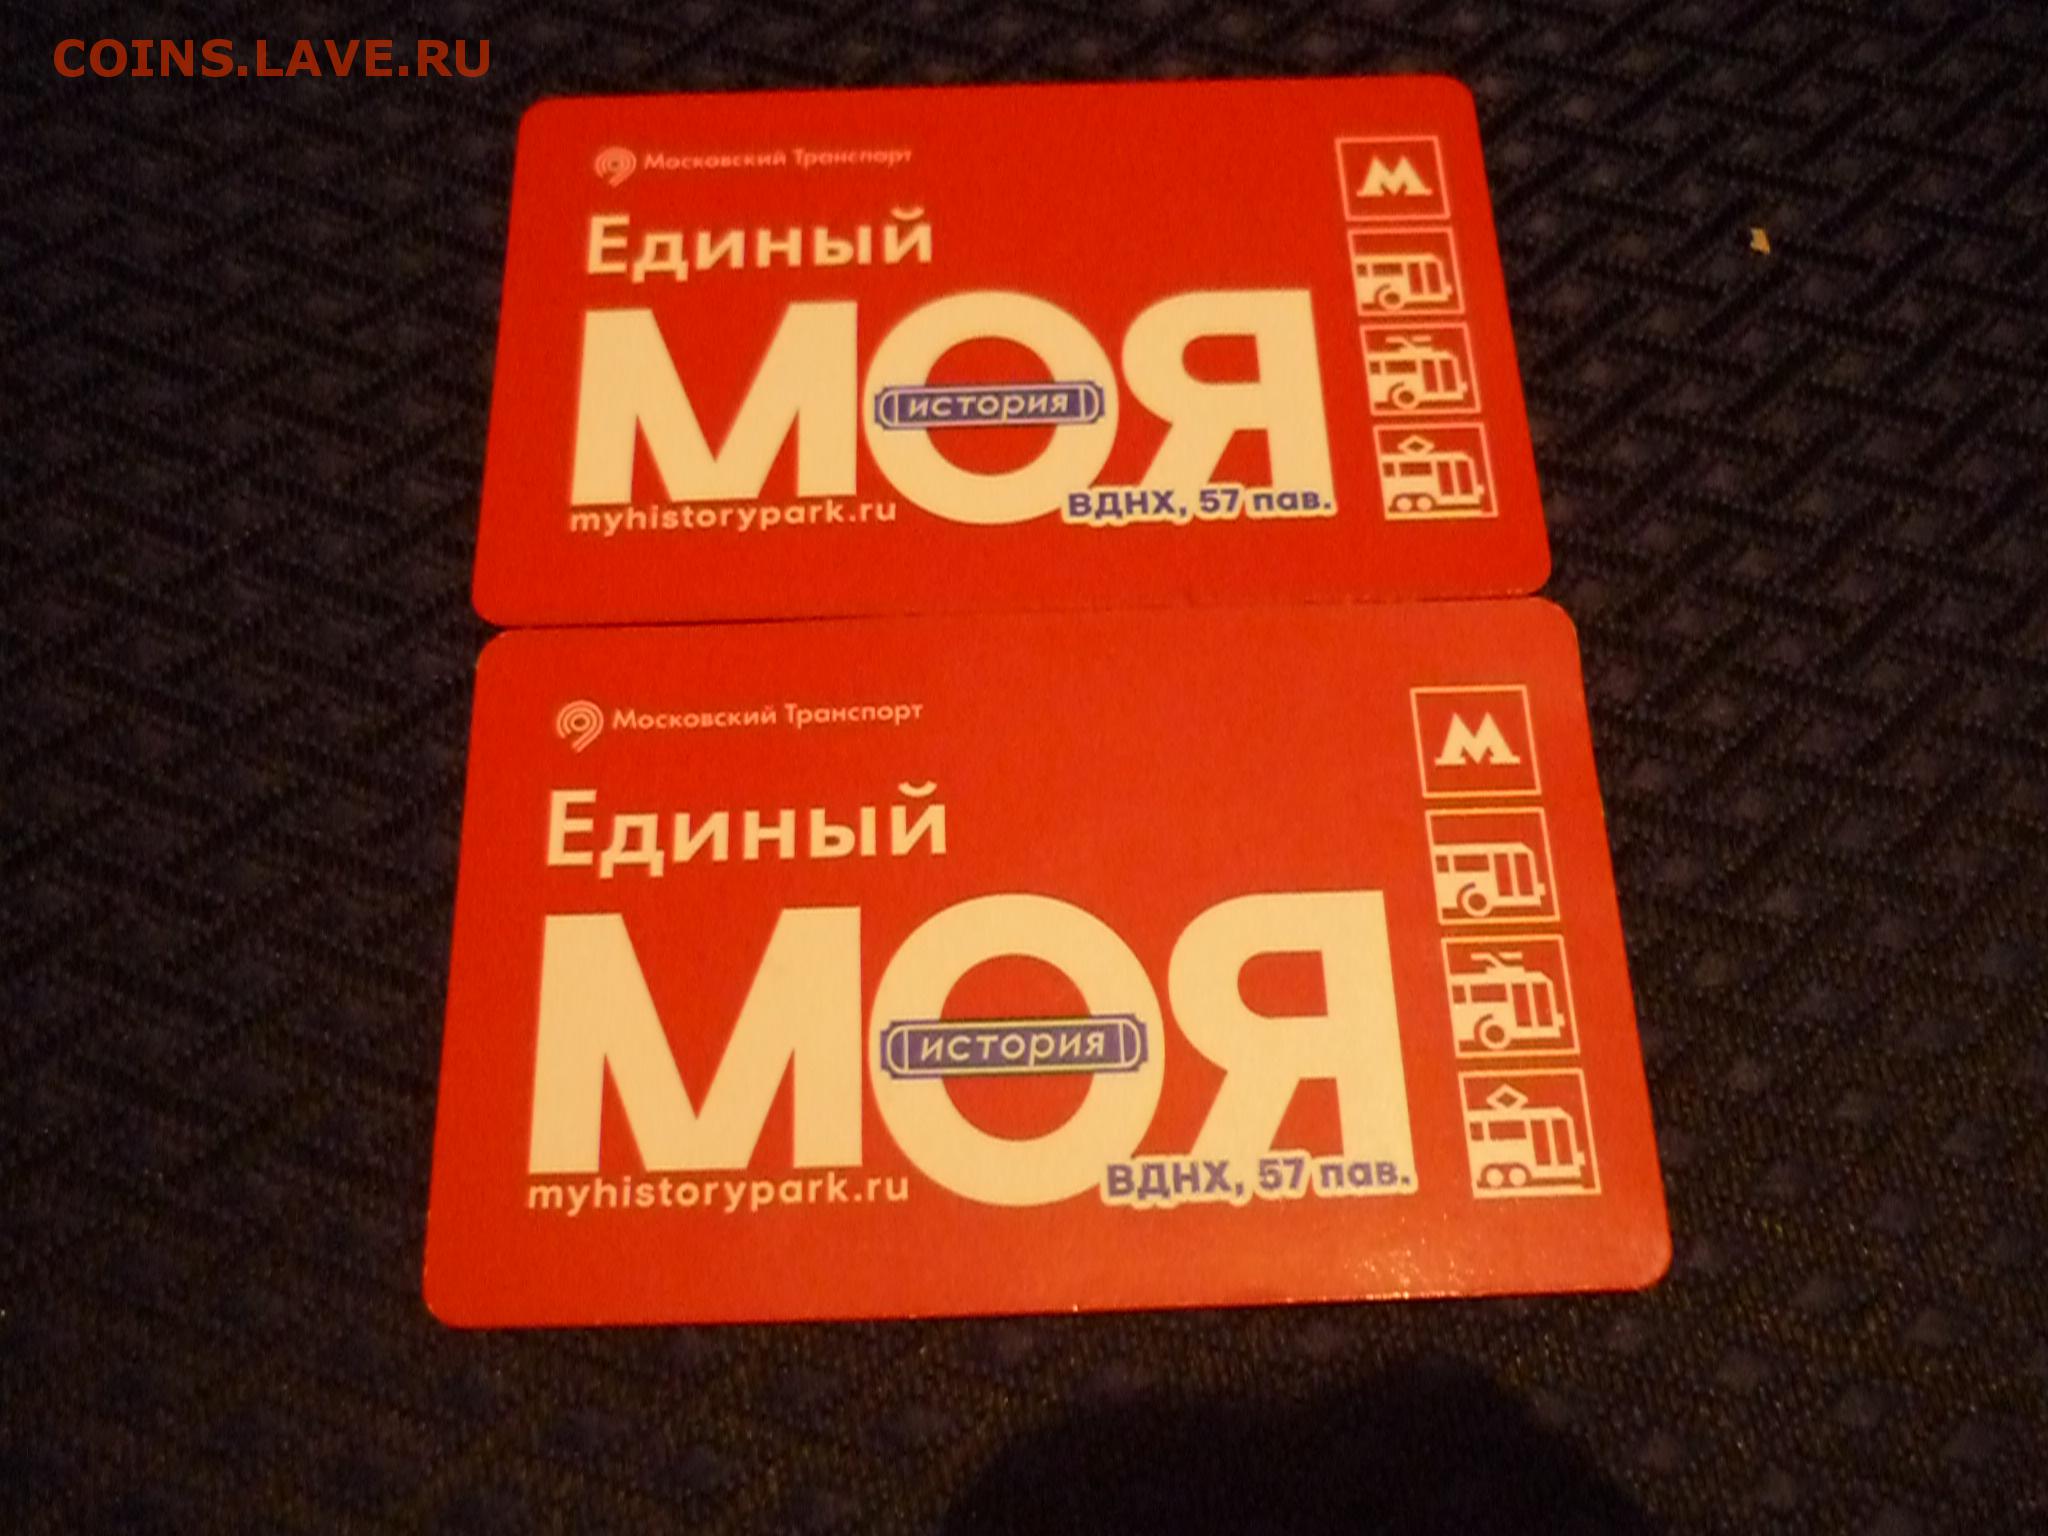 COINS.LAVE.RU
Московский Транспорт
М
Единый
МОЯ
история
ВДНХ, 57 пав.
myhistorypark.ru
Московский Транспорт
М
Единый
МОЯ
история
ВДНХ, 57 пав.
myhistorypark.ru